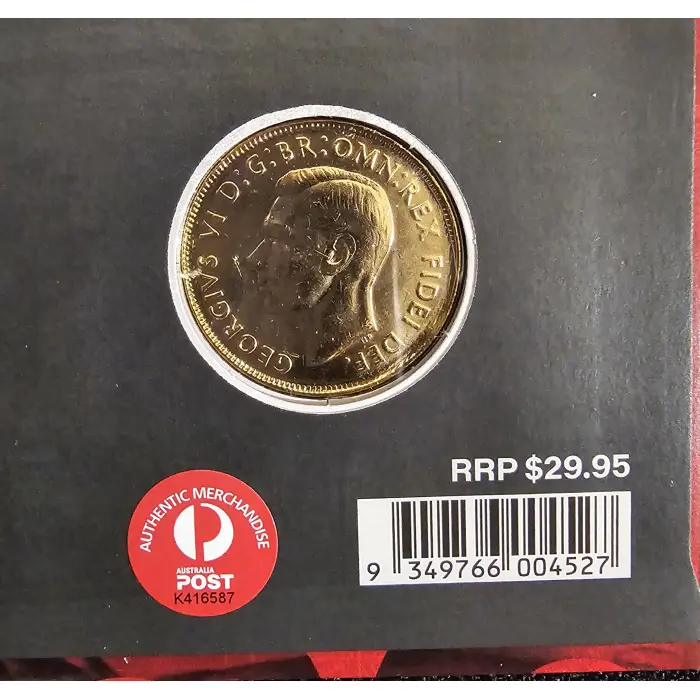 GEORGIVS VI D:G:BR:OMN:REX FIDEI DEF.
RRP $29.95
AUTHENTIC MERCHANDISE
AUSTRALIA
POST
K416587
9 349766 004527